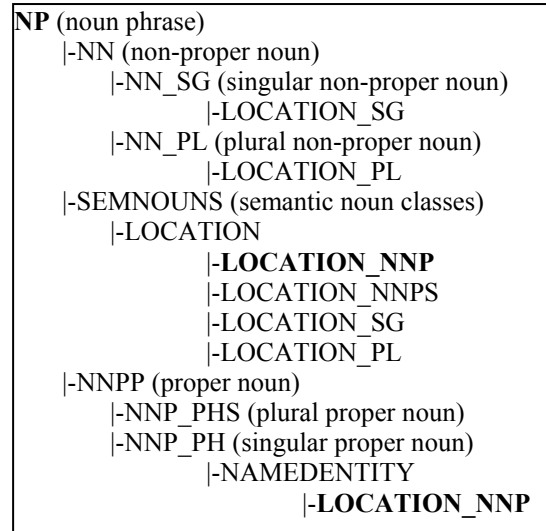 NP (noun phrase)
|-NN (non-proper noun)
|-NN_SG (singular non-proper noun)
|-LOCATION_SG
|-NN_PL (plural non-proper noun)
|-LOCATION_PL
|-SEMNOUNS (semantic noun classes)
|-LOCATION
|-LOCATION_NNP
|-LOCATION_NNPS
|-LOCATION_SG
|-LOCATION_PL
|-NNPP (proper noun)
|-NNP_PHS (plural proper noun)
|-NNP_PH (singular proper noun)
|-NAMEDENTITY
|-LOCATION_NNP